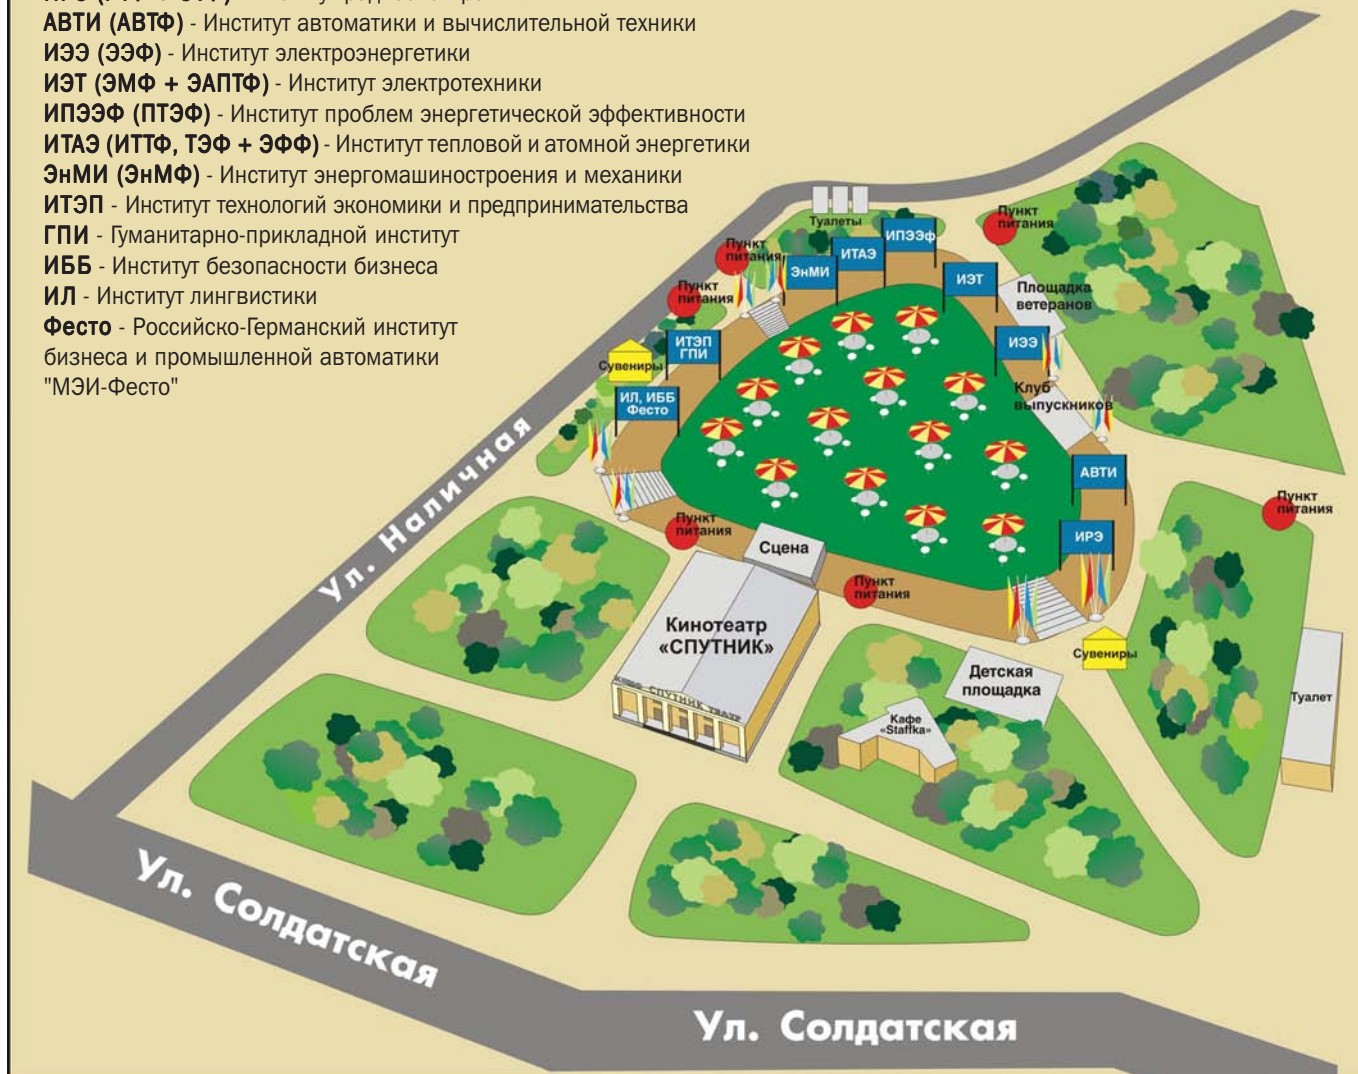 АВТИ (АВТФ) - Институт автоматики и вычислительной техники
ИЭЭ (ЭЭФ) - Институт электроэнергетики
ИЭТ (ЭМФ + ЭАПТФ) - Институт электротехники
ИПЭЭФ (ПТЭФ) - Институт проблем энергетической эффективности
ИТАЭ (ИТТФ, ТЭФ + ЭФФ) - Институт тепловой и атомной энергетики
ЭнМИ (ЭнМФ) - Институт энергомашиностроения и механики
ИТЭП - Институт технологий экономики и предпринимательства
ГПИ - Гуманитарно-прикладной институт
ИББ - Институт безопасности бизнеса
ИЛ - Институт лингвистики
Фесто - Российско-Германский институт
бизнеса и промышленной автоматики
"МЭИ-Фесто"
Туалеты
Пункт
питания
ИПЭЭф
ИТАЭ
Пункт
питания
ЭнМИ
ИЭТ
Пункт
питания
Площадка
ветеранов
ИТЭП
ГПИ
ИЭЭ
Сувениры
Клуб
выпускников
ИЛ, ИББ
Фесто
АВТИ
Ул. Наличная
Пункт
питания
Пункт
питания
Сцена
ИРЭ
Пункт
питания
Кинотеатр
«СПУТНИК»
Сувениры
Детская
площадка
КИНО СПУТНИК ТЕАТР
Туалет
Кафе
«Staffka»
Ул. Солдатская
Ул. Солдатская